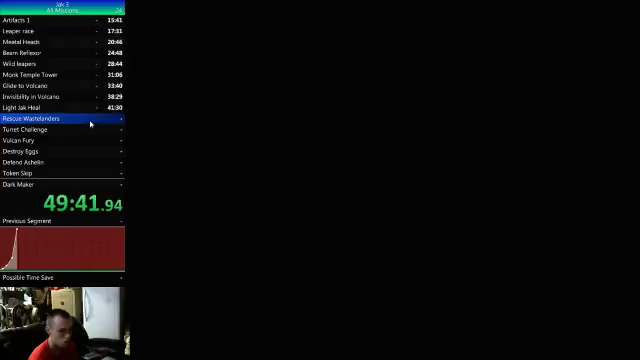 Jak 3
All Missions
24
Artifacts 1 - 15:41
Leaper race - 17:31
Meatal Heads - 20:46
Beam Reflexor - 24:48
Wild leapers - 28:44
Monk Temple Tower - 31:06
Glide to Volcano - 33:40
Invisibility in Volcano - 38:29
Light Jak Heal - 41:30
Rescue Wastelanders -
Turret Challenge -
Vulcan Fury -
Destroy Eggs -
Defend Ashelin -
Token Skip -
Dark Maker -
49:41.94
Previous Segment -
Possible Time Save -